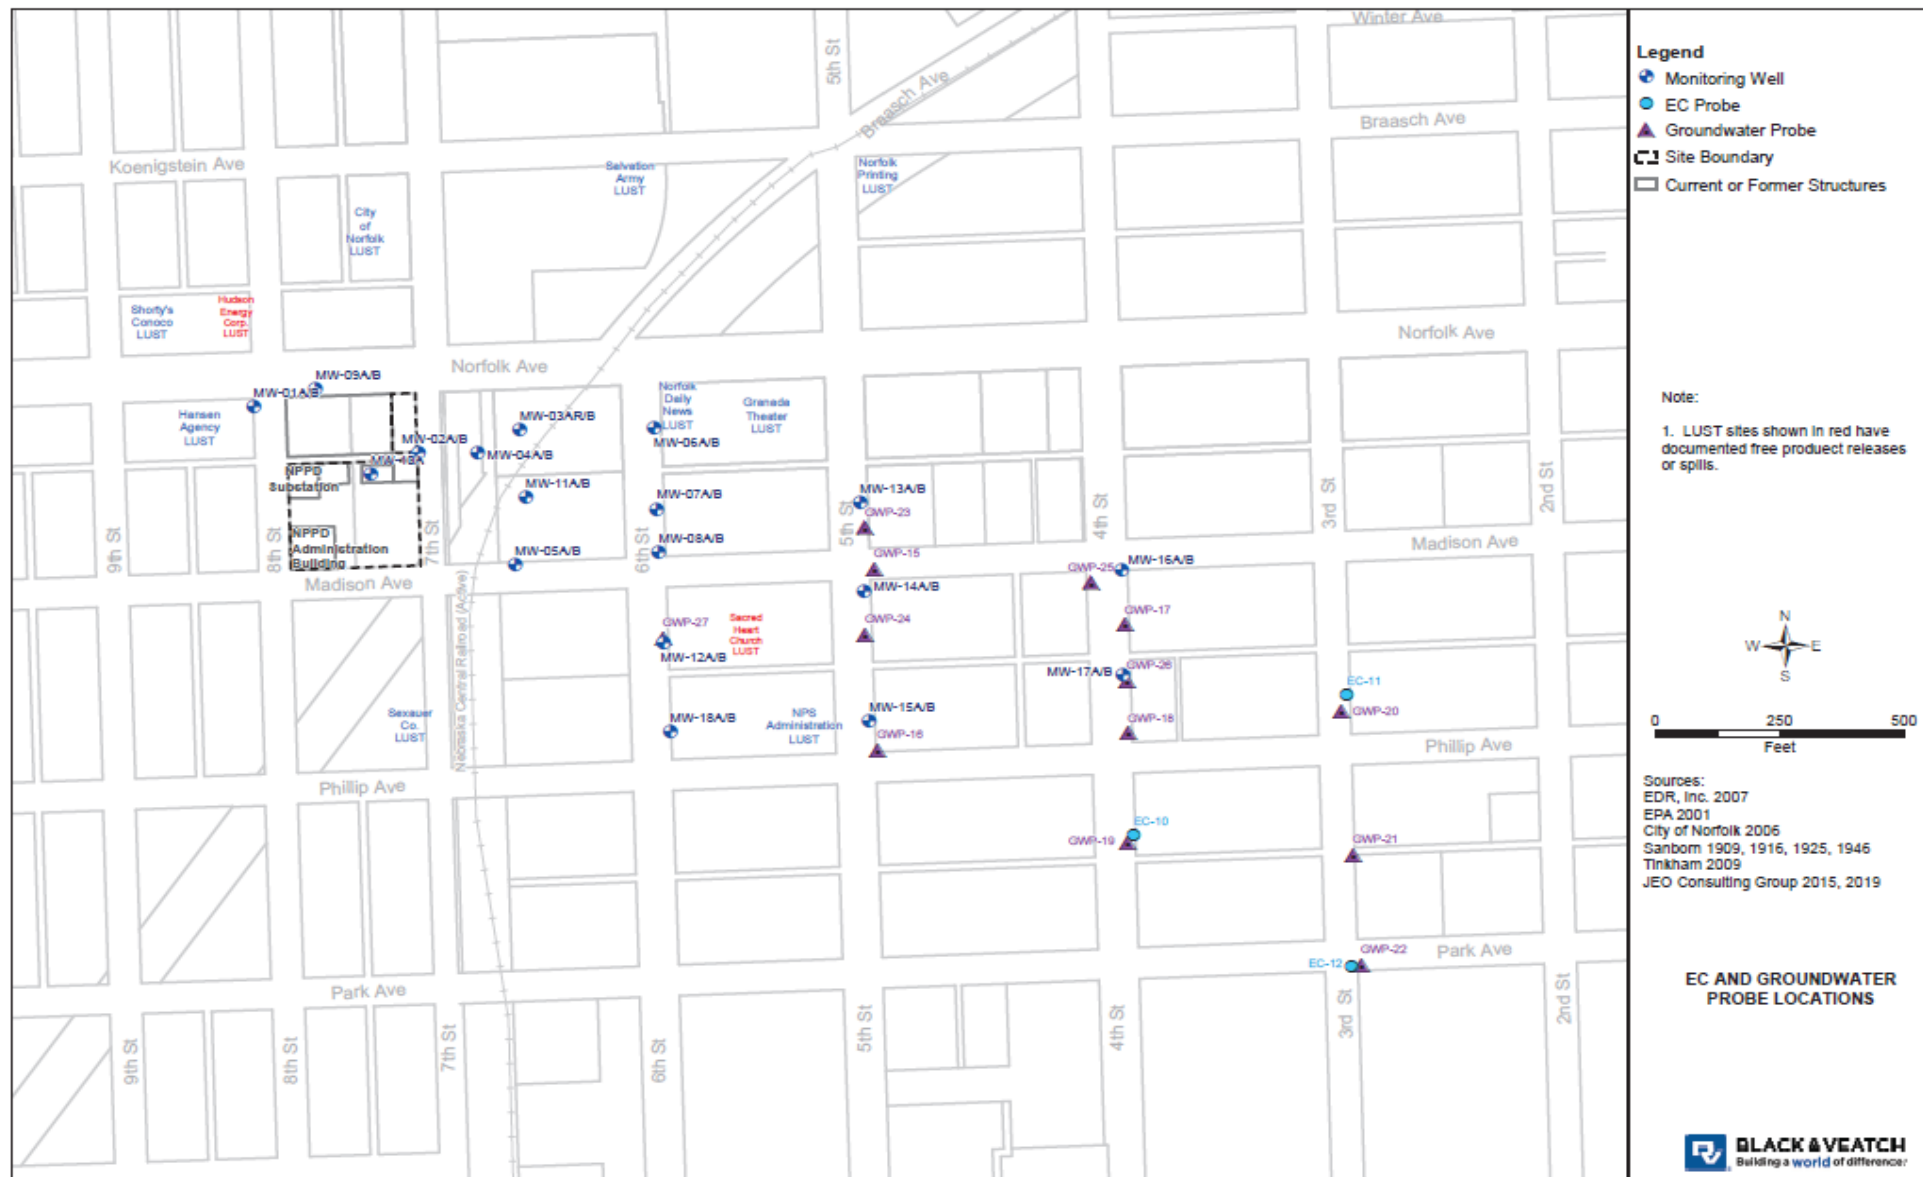 Winter Ave
5th St
Braasch Ave
Braasch Ave
Koenigstein Ave
Salvation
Army
LUST
Norfolk
Printing
LUST
City
of
Norfolk
LUST
Shorty's
Conoco
LUST
Hudson
Energy
Corp.
LUST
Norfolk Ave
Norfolk Ave
MW-09A/B
MW-01A/B
Hansen
Agency
LUST
MW-02A/B
MW-03AR/B
MW-04A/B
Norfolk
Daily
News
LUST
Granada
Theater
LUST
MW-06A/B
NPPD
Substation
MW-11A/B
MW-07A/B
MW-13A/B
GWP-23
9th St
8th St
7th St
6th St
5th St
4th St
3rd St
2nd St
NPPD
Administration
Building
MW-05A/B
MW-08A/B
GWP-15
GWP-25
MW-16A/B
Madison Ave
Madison Ave
MW-14A/B
GWP-17
GWP-27
Sacred
Heart
Church
LUST
GWP-24
MW-12A/B
MW-17A/B
GWP-26
EC-11
GWP-20
Nebraska Central Railroad (Active)
Sexauer
Co.
LUST
MW-18A/B
NPS
Administration
LUST
MW-15A/B
GWP-16
GWP-18
Phillip Ave
Phillip Ave
GWP-19
EC-10
GWP-21
Park Ave
Park Ave
EC-12
GWP-22
9th St
8th St
7th St
6th St
5th St
4th St
3rd St
2nd St
Legend
Monitoring Well
EC Probe
Groundwater Probe
Site Boundary
Current or Former Structures
Note:
1. LUST sites shown in red have
documented free produect releases
or spills.
N
W E
S
0 250 500
Feet
Sources:
EDR, Inc. 2007
EPA 2001
City of Norfolk 2006
Sanborn 1909, 1916, 1925, 1946
Tinkham 2009
JEO Consulting Group 2015, 2019
EC AND GROUNDWATER
PROBE LOCATIONS
BLACK & VEATCH
Building a world of difference.